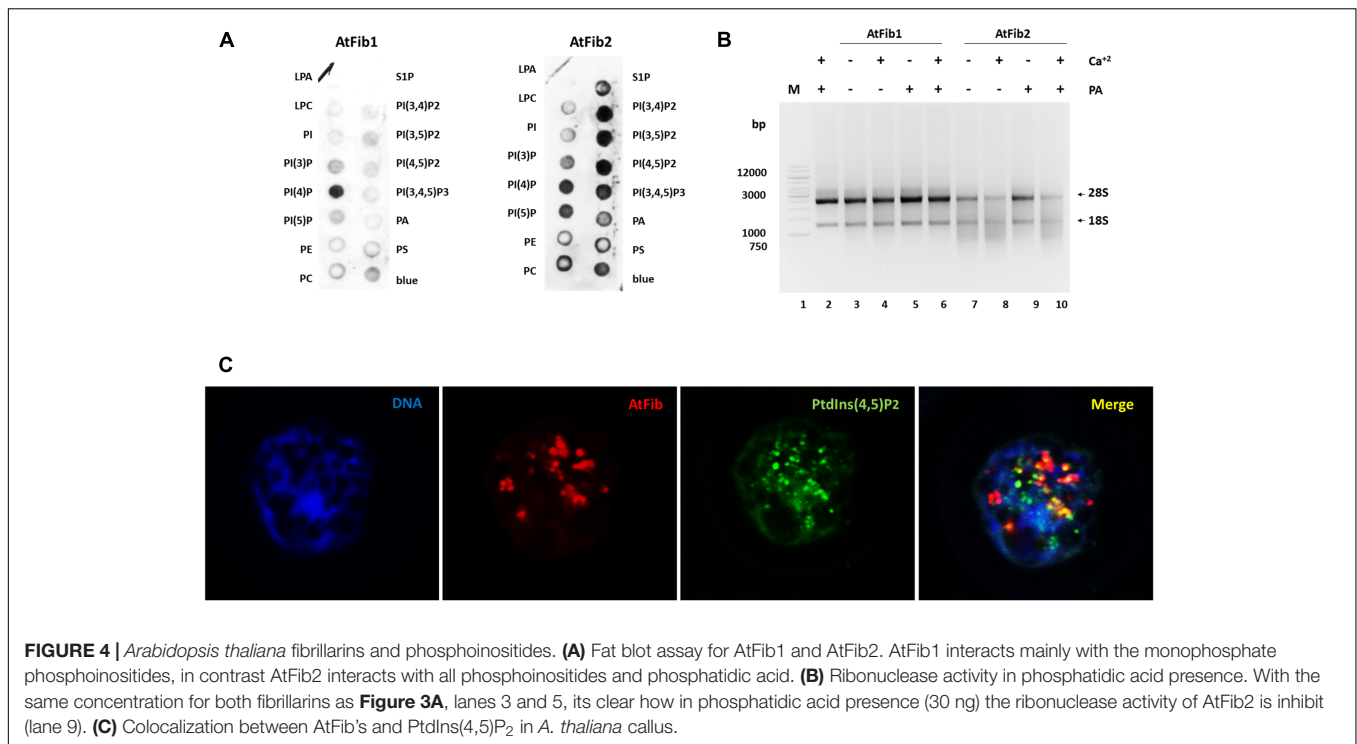 A
AtFib1
AtFib2
LPA
LPC
PI
PI(3)P
PI(4)P
PI(5)P
PE
PC
S1P
PI(3,4)P2
PI(3,5)P2
PI(4,5)P2
PI(3,4,5)P3
PA
PS
blue
LPA
LPC
PI
PI(3)P
PI(4)P
PI(5)P
PE
PC
S1P
PI(3,4)P2
PI(3,5)P2
PI(4,5)P2
PI(3,4,5)P3
PA
PS
blue
B
AtFib1 AtFib2
+ - + - + - + - + Ca+2
M + - - + + - - + + PA
bp
12000
3000
1000
750
28S
18S
1 2 3 4 5 6 7 8 9 10
C
DNA
AtFib
PtdIns(4,5)P2
Merge
FIGURE 4 | Arabidopsis thaliana fibrillarins and phosphoinositides. (A) Fat blot assay for AtFib1 and AtFib2. AtFib1 interacts mainly with the monophosphate
phosphoinositides, in contrast AtFib2 interacts with all phosphoinositides and phosphatidic acid. (B) Ribonuclease activity in phosphatidic acid presence. With the
same concentration for both fibrillarins as Figure 3A, lanes 3 and 5, its clear how in phosphatidic acid presence (30 ng) the ribonuclease activity of AtFib2 is inhibit
(lane 9). (C) Colocalization between AtFib's and PtdIns(4,5)P2 in A. thaliana callus.